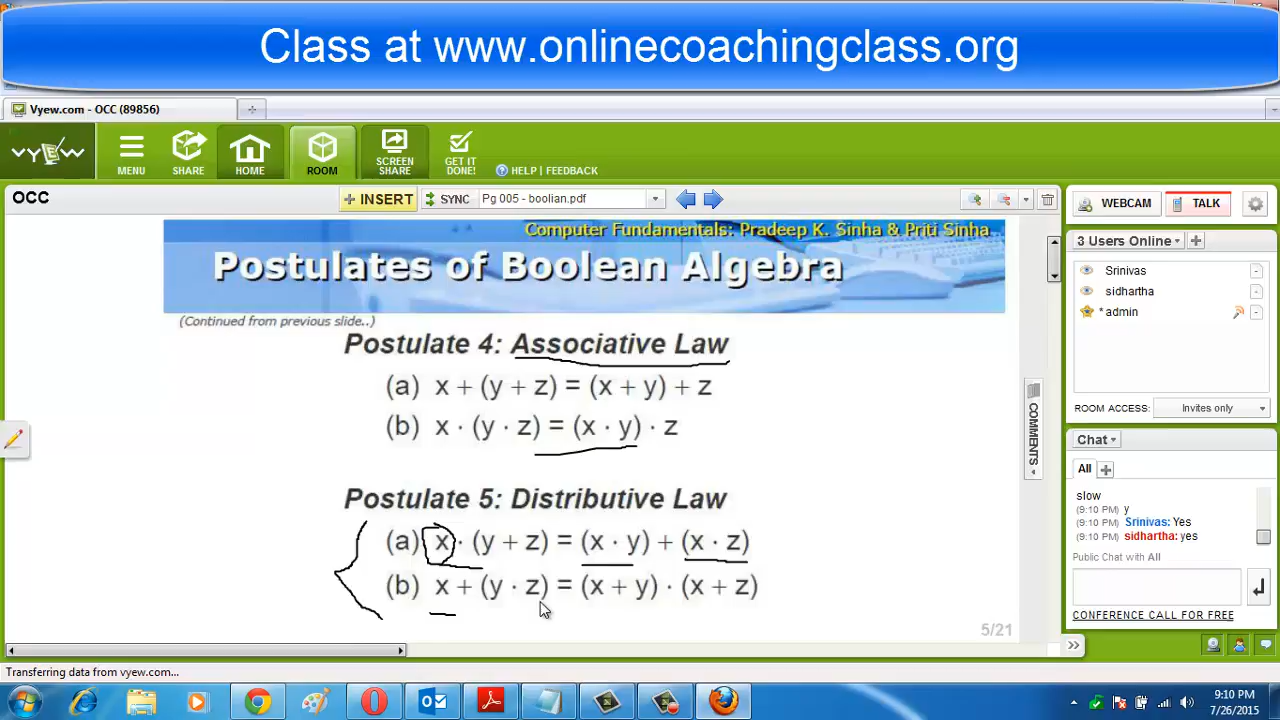 Class at www.onlinecoachingclass.org
Vyew.com - OCC (89856)
VYEW
MENU
SHARE
HOME
ROOM
SCREEN SHARE
GET IT DONE!
HELP | FEEDBACK
OCC
+ INSERT
SYNC
Pg 005 - boolian.pdf
WEBCAM
TALK
3 Users Online
Srinivas
sidhartha
* admin
ROOM ACCESS: Invites only
COMMENTS
Computer Fundamentals: Pradeep K. Sinha & Priti Sinha
Postulates of Boolean Algebra
(Continued from previous slide..)
Postulate 4: Associative Law
(a) x + (y + z) = (x + y) + z
(b) x · (y · z) = (x · y) · z
Postulate 5: Distributive Law
(a) x · (y + z) = (x · y) + (x · z)
(b) x + (y · z) = (x + y) · (x + z)
5/21
Chat
All
slow
(9:10 PM) y
(9:10 PM) Srinivas: Yes
(9:10 PM) sidhartha: yes
Public Chat with All
CONFERENCE CALL FOR FREE
Transferring data from vyew.com...
9:10 PM
7/26/2015